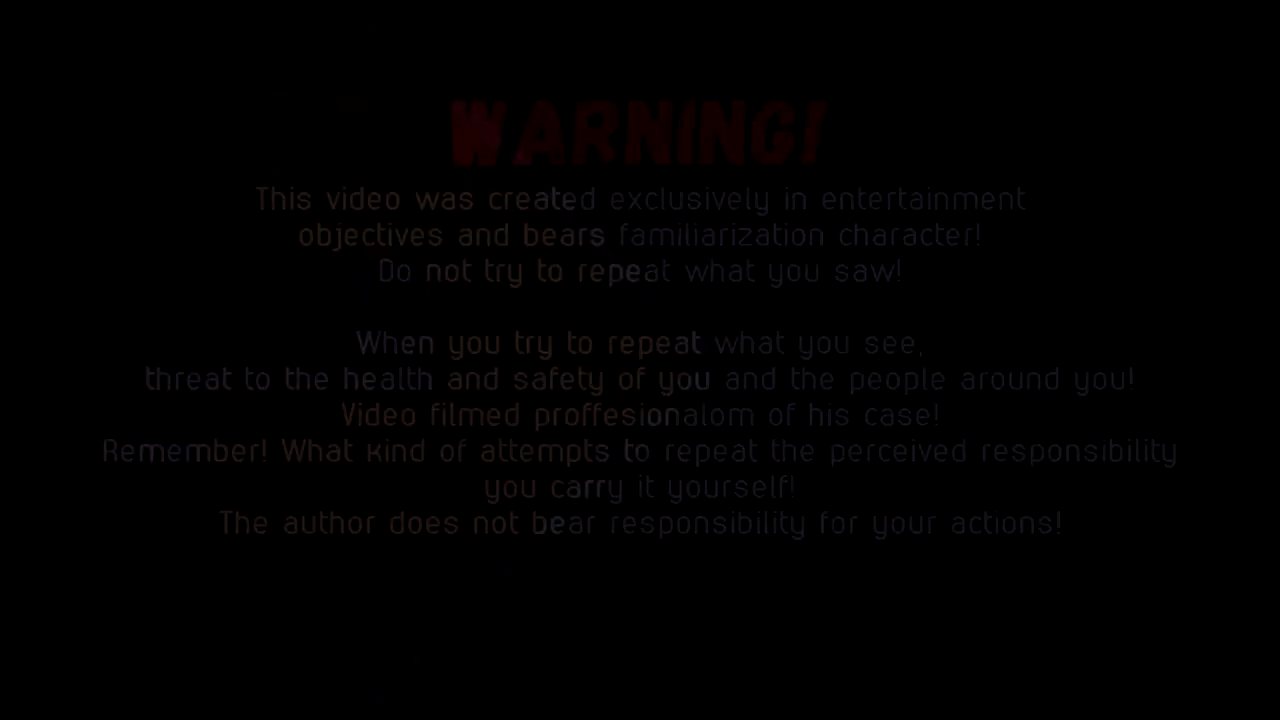 WARNING!
This video was created exclusively in entertainment
objectives and bears familiarization character!
Do not try to repeat what you saw!
When you try to repeat what you see,
threat to the health and safety of you and the people around you!
Video filmed proffesionalom of his case!
Remember! What kind of attempts to repeat the perceived responsibility
you carry it yourself!
The author does not bear responsibility for your actions!